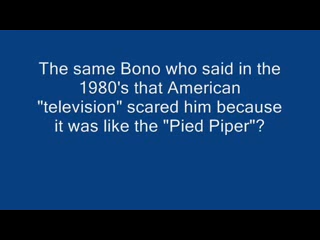 The same Bono who said in the
1980's that American
"television" scared him because
it was like the "Pied Piper"?